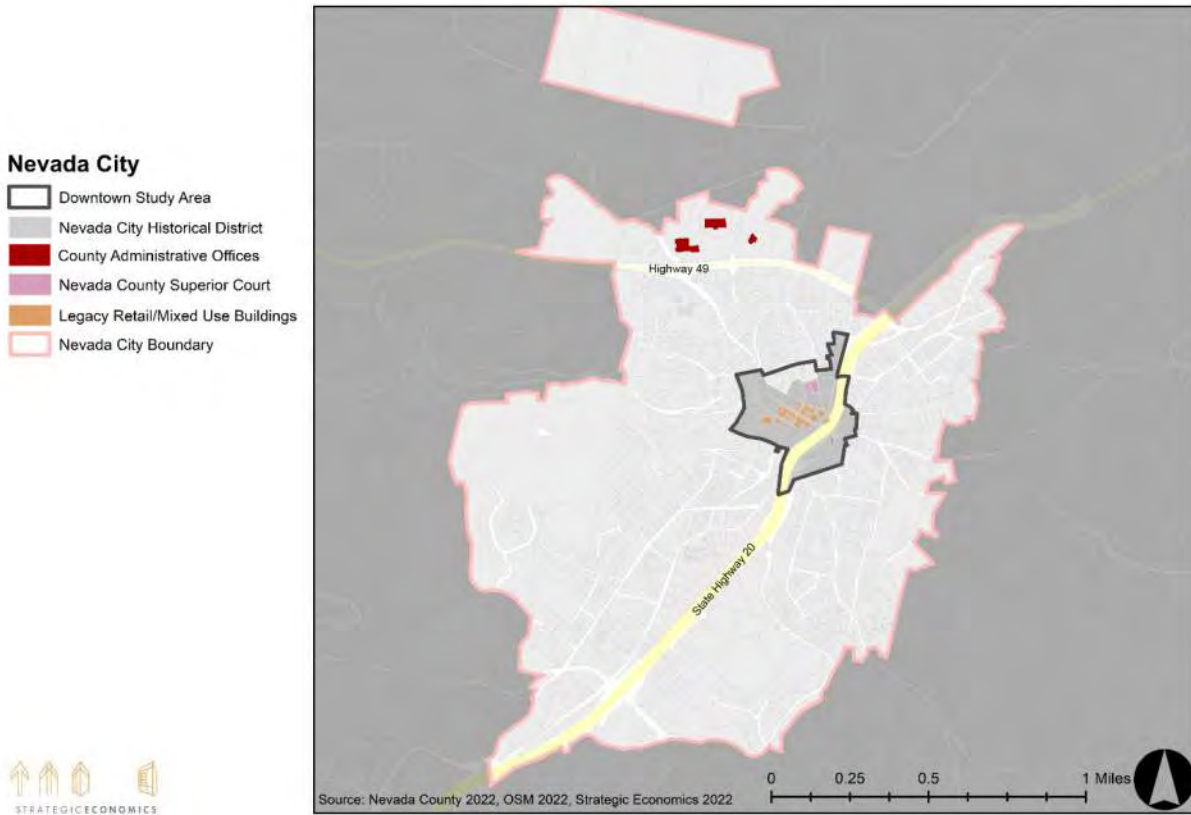 Nevada City
Downtown Study Area
Nevada City Historical District
County Administrative Offices
Nevada County Superior Court
Legacy Retail/Mixed Use Buildings
Nevada City Boundary
Highway 49
State Highway 20
0 0.25 0.5 1 Miles
Source: Nevada County 2022, OSM 2022, Strategic Economics 2022
STRATEGICECONOMICS